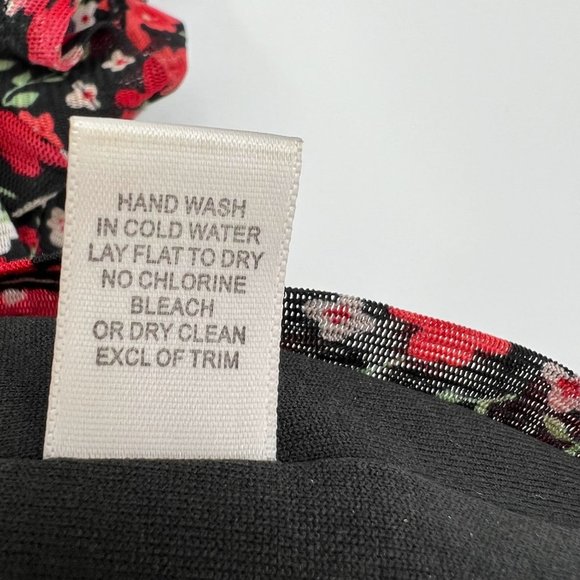 HAND WASH
IN COLD WATER
LAY FLAT TO DRY
NO CHLORINE
BLEACH
OR DRY CLEAN
EXCL OF TRIM